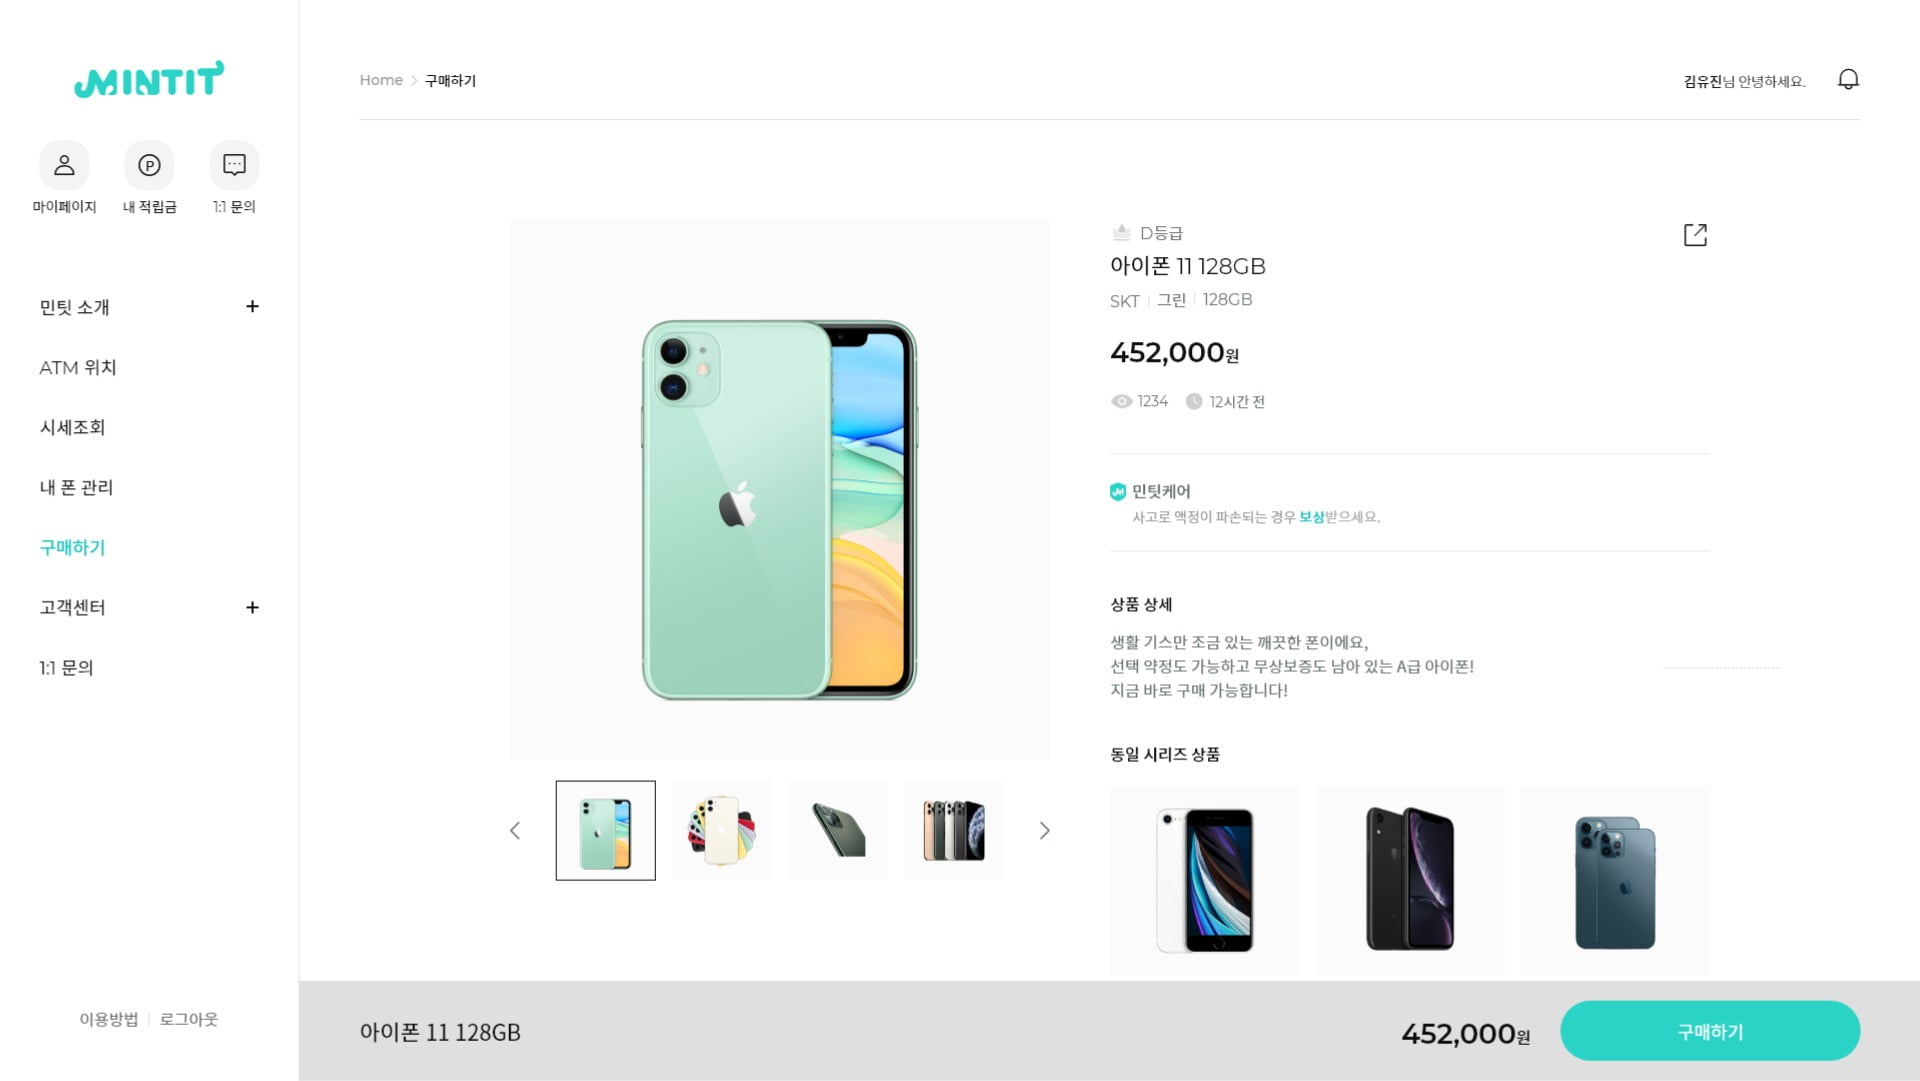 MINTIT
마이페이지
내 적립금
1:1 문의
민팃 소개
ATM 위치
시세조회
내 폰 관리
구매하기
고객센터
1:1 문의
이용방법 | 로그아웃
Home > 구매하기
김유진님 안녕하세요.
D등급
아이폰 11 128GB
SKT | 그린 | 128GB
452,000원
1234 12시간 전
민팃케어
사고로 액정이 파손되는 경우 보상받으세요.
상품 상세
생활 기스만 조금 있는 깨끗한 폰이에요,
선택 약정도 가능하고 무상보증도 남아 있는 A급 아이폰!
지금 바로 구매 가능합니다!
동일 시리즈 상품
아이폰 11 128GB
452,000원
구매하기